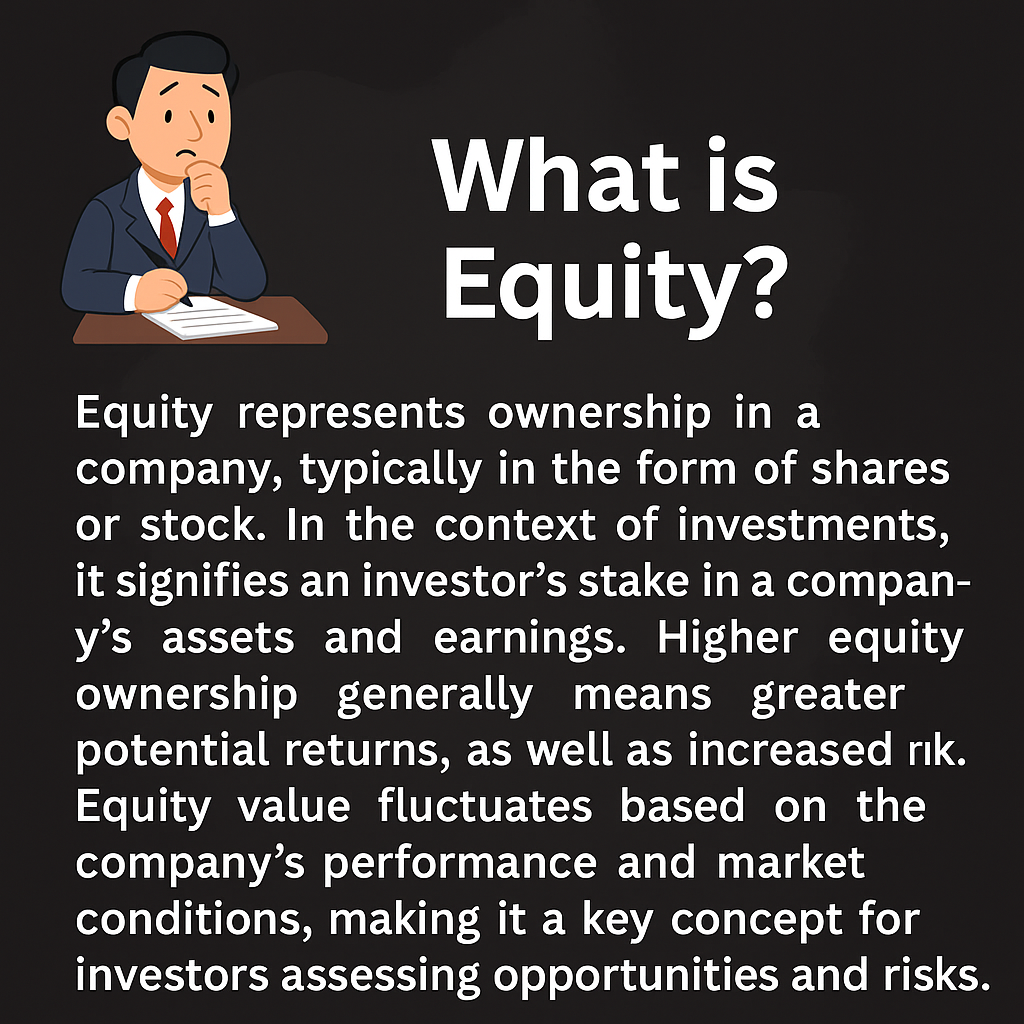 What is
Equity?
Equity represents ownership in a
company, typically in the form of shares
or stock. In the context of investments,
it signifies an investor’s stake in a compan-
y’s assets and earnings. Higher equity
ownership generally means greater
potential returns, as well as increased rık.
Equity value fluctuates based on the
company’s performance and market
conditions, making it a key concept for
investors assessing opportunities and risks.